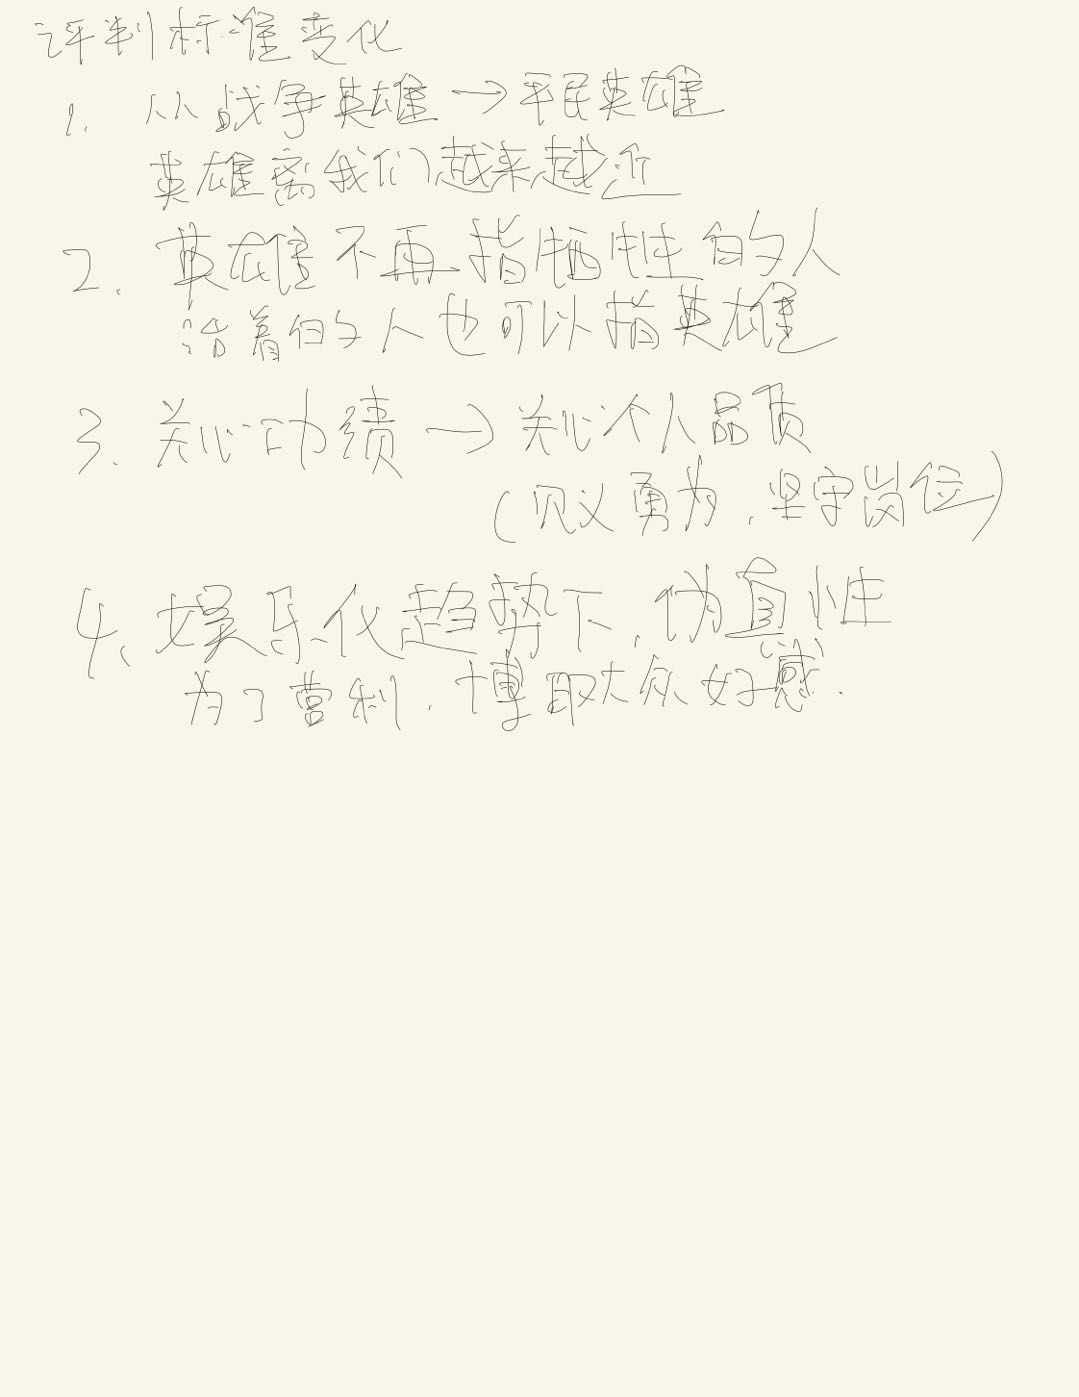 评判标准变化
1. 从战争英雄→平民英雄
英雄离我们越来越近
2. 英雄不再指牺牲的人
活着的人也可以指英雄
3. 关心功绩→关心个人品质
(见义勇为,坚守岗位)
4. 娱乐化趋势下,伪真性
为了营利,博取大众好感.